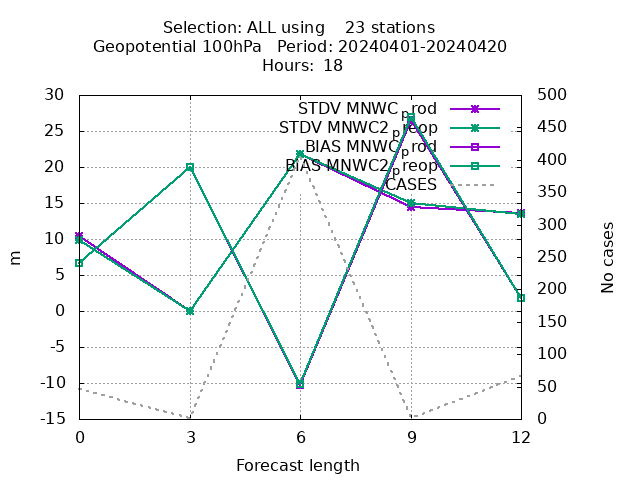 Selection: ALL using    23 stations
Geopotential 100hPa   Period: 20240401-20240420
Hours: 18
STDV MNWC_prod
STDV MNWC2_preop
BIAS MNWC_prod
BIAS MNWC2_preop
CASES
30
25
20
15
10
5
0
-5
-10
-15
500
450
400
350
300
250
200
150
100
50
0
m
No cases
0 3 6 9 12
Forecast length